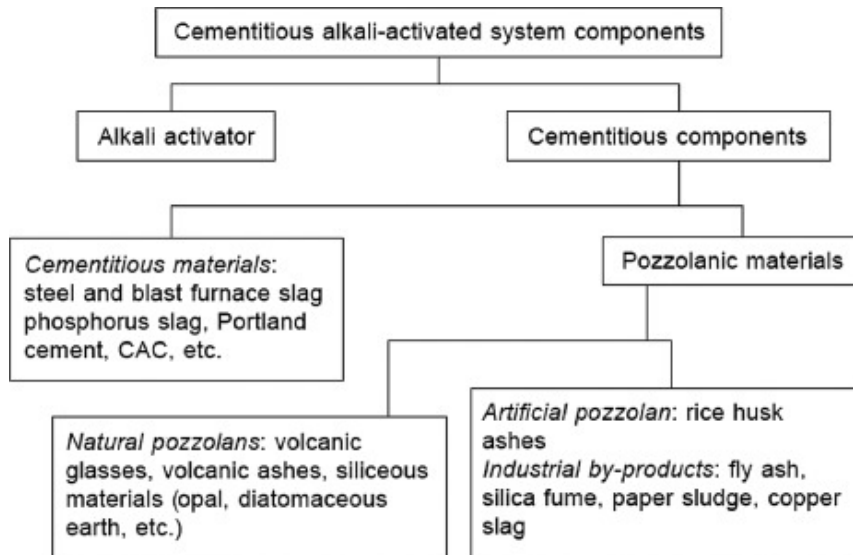 Cementitious alkali-activated system components
Alkali activator
Cementitious components
Cementitious materials:
steel and blast furnace slag
phosphorus slag, Portland
cement, CAC, etc.
Pozzolanic materials
Natural pozzolans: volcanic
glasses, volcanic ashes, siliceous
materials (opal, diatomaceous
earth, etc.)
Artificial pozzolan: rice husk
ashes
Industrial by-products: fly ash,
silica fume, paper sludge, copper
slag